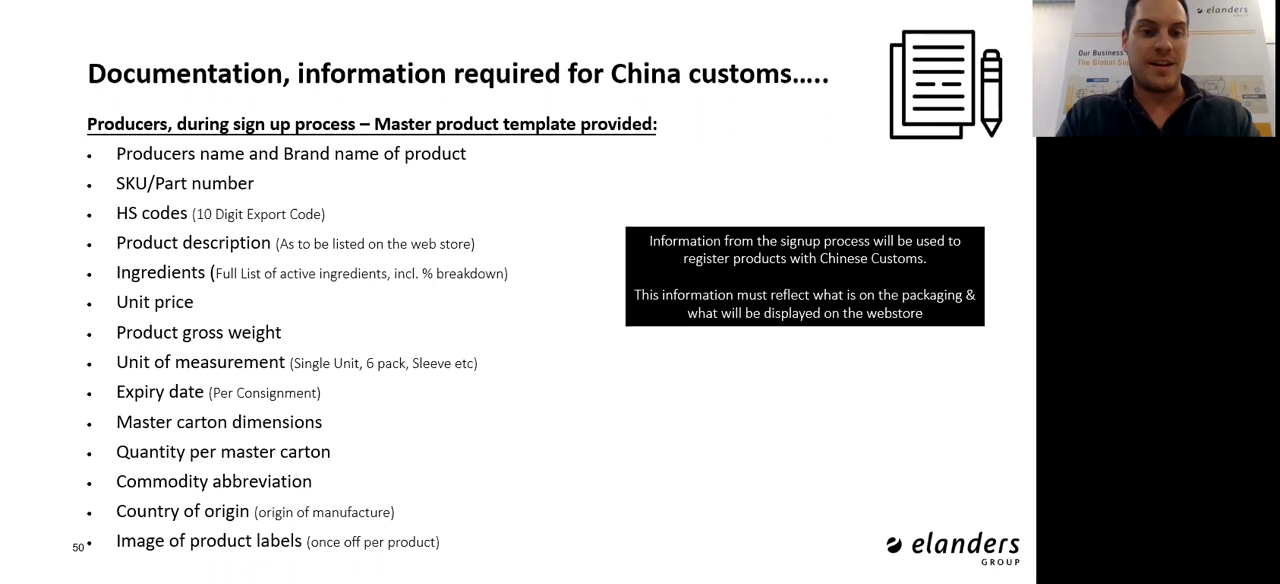 Documentation, information required for China customs.....
Producers, during sign up process – Master product template provided:
• Producers name and Brand name of product
• SKU/Part number
• HS codes (10 Digit Export Code)
• Product description (As to be listed on the web store)
• Ingredients (Full List of active ingredients, incl. % breakdown)
• Unit price
• Product gross weight
• Unit of measurement (Single Unit, 6 pack, Sleeve etc)
• Expiry date (Per Consignment)
• Master carton dimensions
• Quantity per master carton
• Commodity abbreviation
• Country of origin (origin of manufacture)
• Image of product labels (once off per product)
Information from the signup process will be used to
register products with Chinese Customs.
This information must reflect what is on the packaging &
what will be displayed on the webstore
50
elanders
GROUP
elanders
GROUP
Our Business
The Global